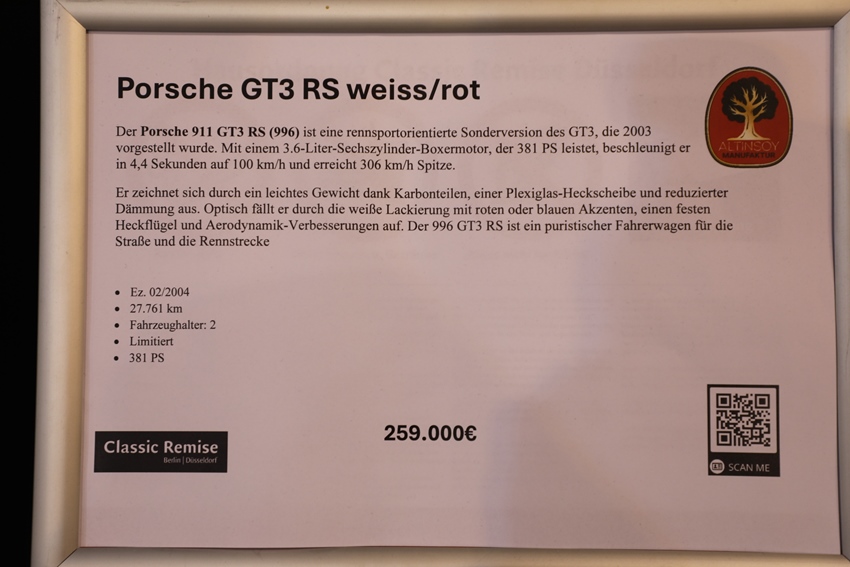 Porsche GT3 RS weiss/rot
Der Porsche 911 GT3 RS (996) ist eine rennsportorientierte Sonderversion des GT3, die 2003
vorgestellt wurde. Mit einem 3.6-Liter-Sechszylinder-Boxermotor, der 381 PS leistet, beschleunigt er
in 4,4 Sekunden auf 100 km/h und erreicht 306 km/h Spitze.
ALTINSOY
MANUFAKTUR
Er zeichnet sich durch ein leichtes Gewicht dank Karbonteilen, einer Plexiglas-Heckscheibe und reduzierter
Dämmung aus. Optisch fällt er durch die weiße Lackierung mit roten oder blauen Akzenten, einen festen
Heckflügel und Aerodynamik-Verbesserungen auf. Der 996 GT3 RS ist ein puristischer Fahrerwagen für die
Straße und die Rennstrecke
• Ez. 02/2004
• 27.761 km
• Fahrzeughalter: 2
• Limitiert
• 381 PS
259.000€
Classic Remise
Berlin | Düsseldorf
SCAN ME